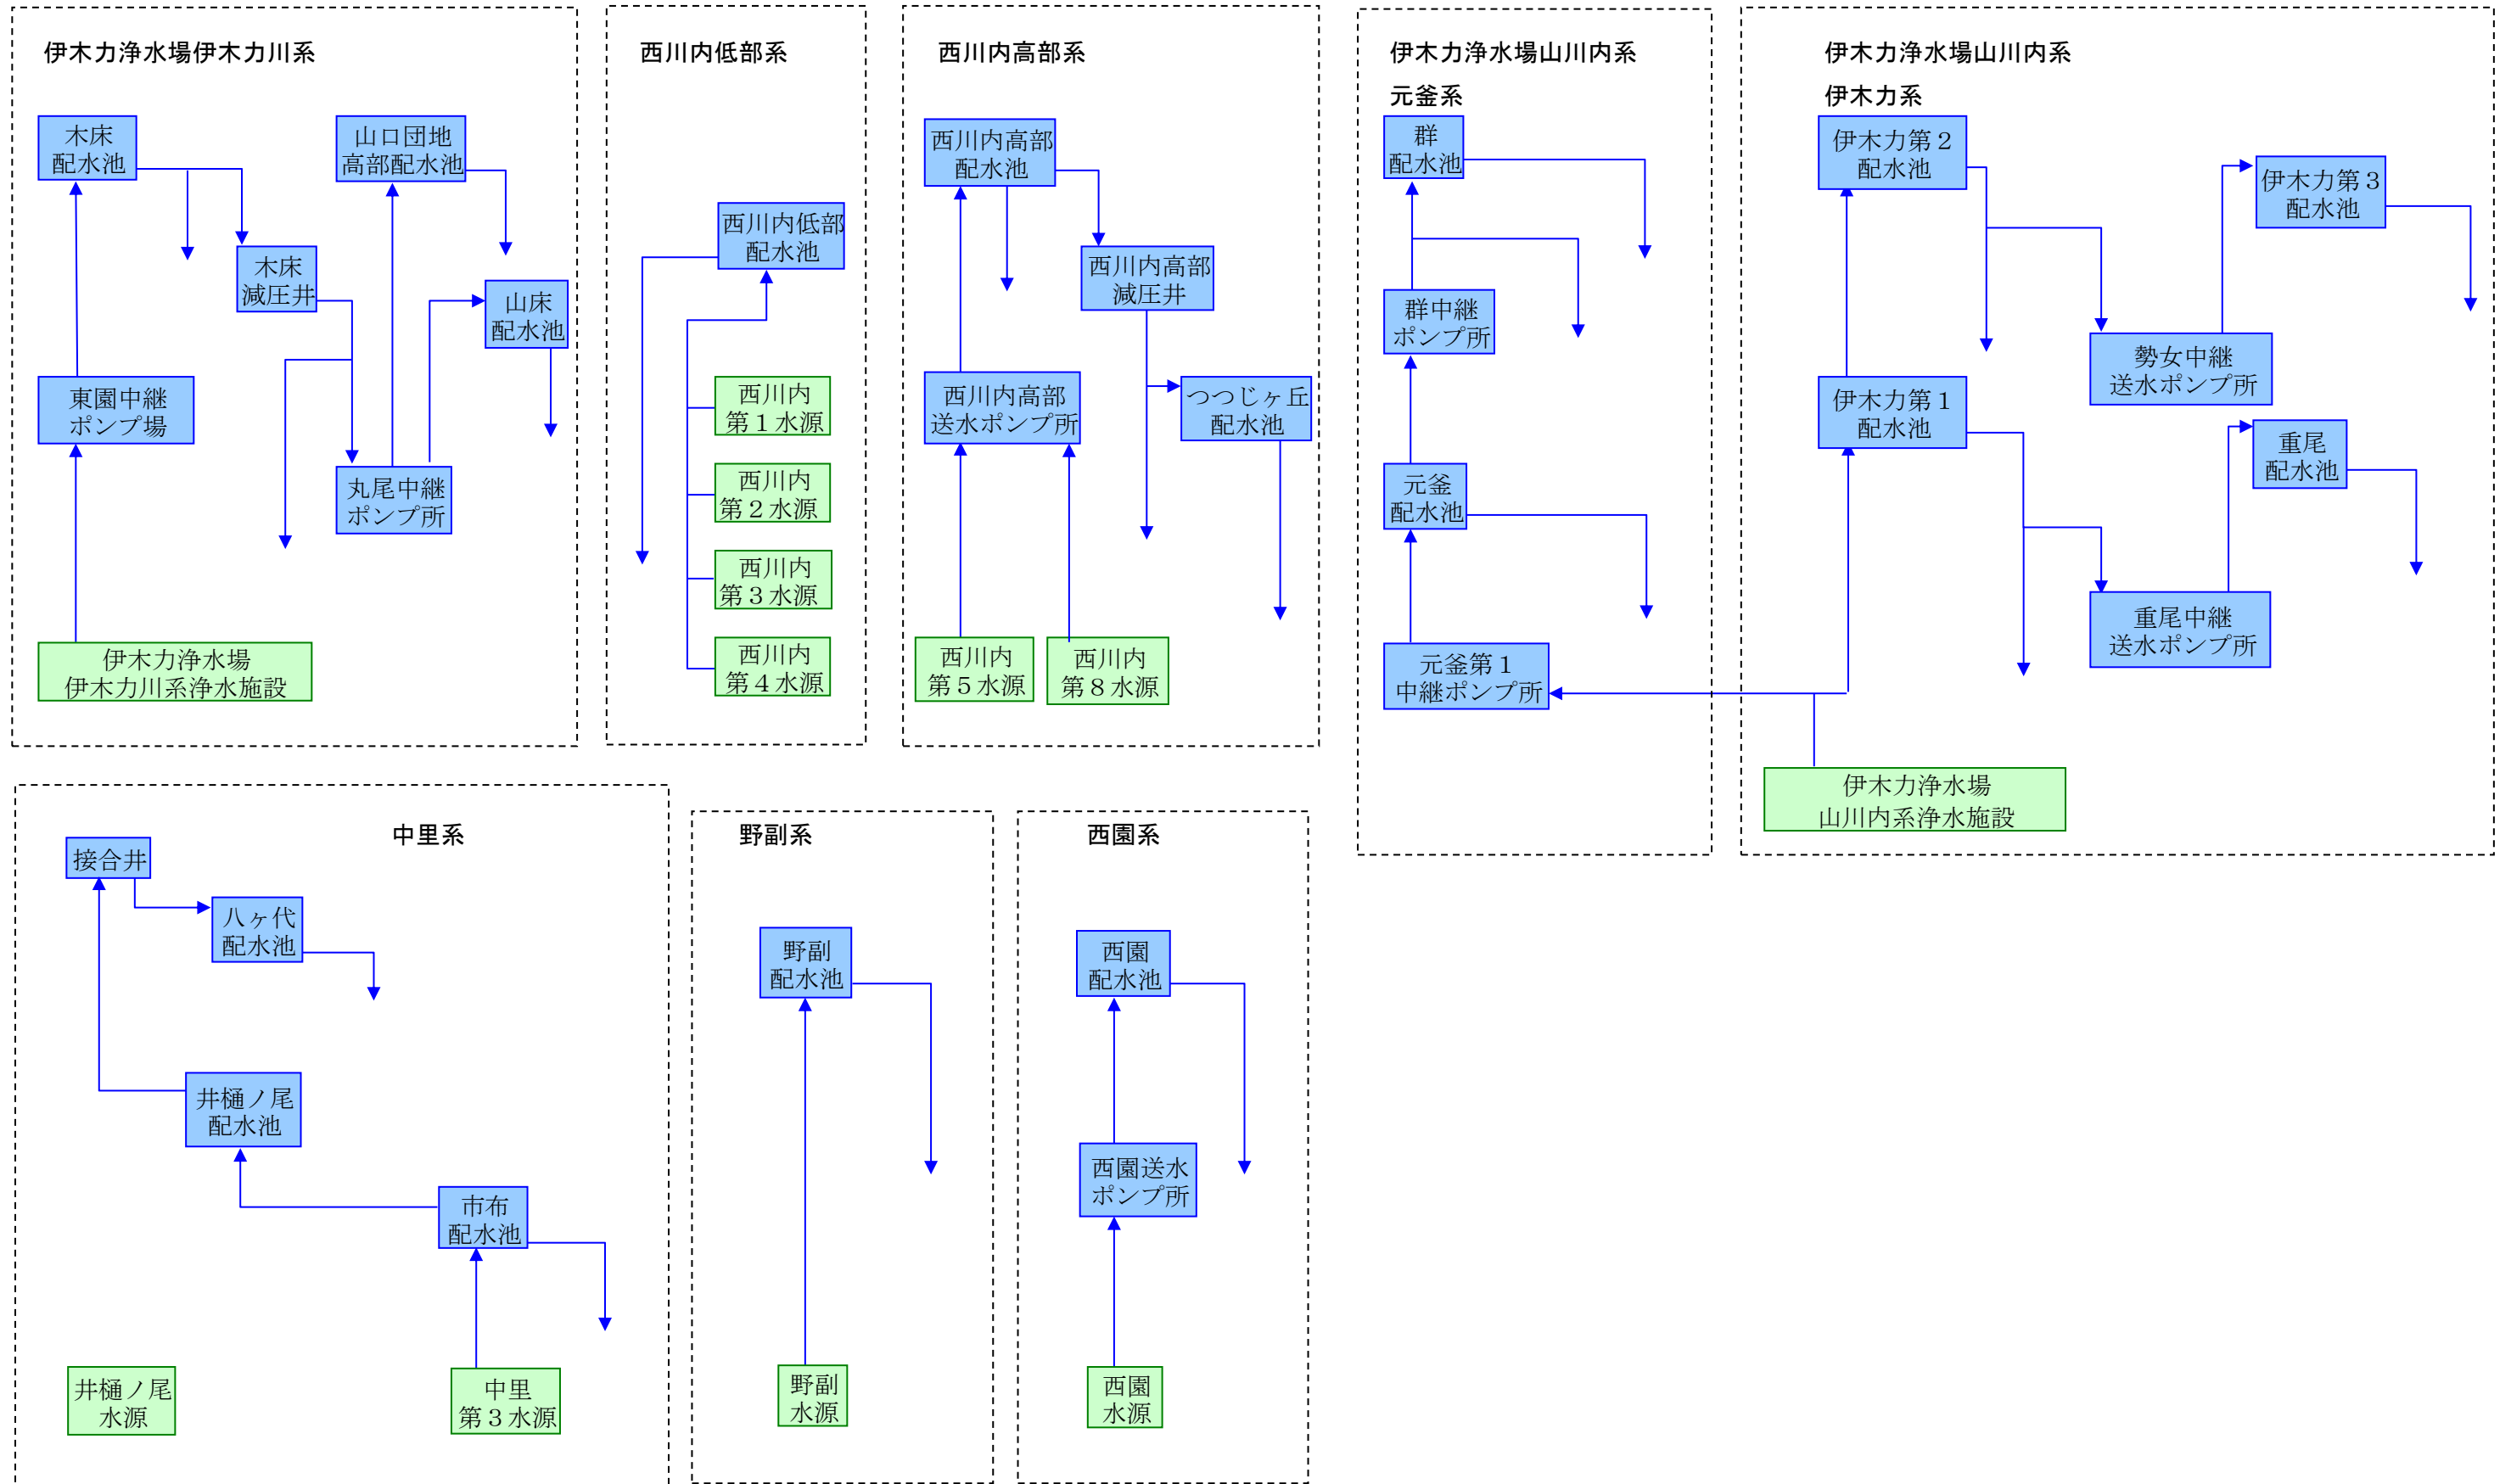 伊木力浄水場伊木力川系
木床
配水池
山口団地
高部配水池
木床
減圧井
山床
配水池
東園中継
ポンプ場
丸尾中継
ポンプ所
伊木力浄水場
伊木力川系浄水施設
西川内低部系
西川内低部
配水池
西川内
第１水源
西川内
第２水源
西川内
第３水源
西川内
第４水源
西川内高部系
西川内高部
配水池
西川内高部
減圧井
西川内高部
送水ポンプ所
つつじヶ丘
配水池
西川内
第５水源
西川内
第８水源
伊木力浄水場山川内系
元釜系
群
配水池
群中継
ポンプ所
元釜
配水池
元釜第１
中継ポンプ所
伊木力浄水場山川内系
伊木力系
伊木力第２
配水池
伊木力第３
配水池
勢女中継
送水ポンプ所
伊木力第１
配水池
重尾
配水池
重尾中継
送水ポンプ所
伊木力浄水場
山川内系浄水施設
中里系
接合井
八ヶ代
配水池
井樋ノ尾
配水池
市布
配水池
井樋ノ尾
水源
中里
第３水源
野副系
野副
配水池
野副
水源
西園系
西園
配水池
西園送水
ポンプ所
西園
水源